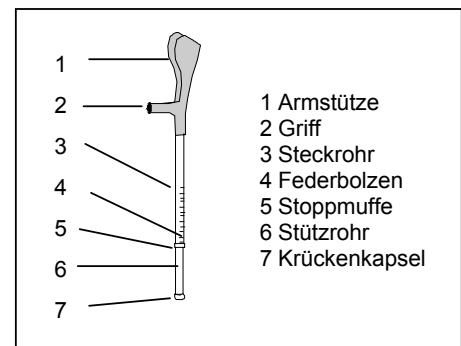 1
2
3
4
5
6
7
1 Armstütze
2 Griff
3 Steckrohr
4 Federbolzen
5 Stoppmuffe
6 Stützrohr
7 Krückenkapsel